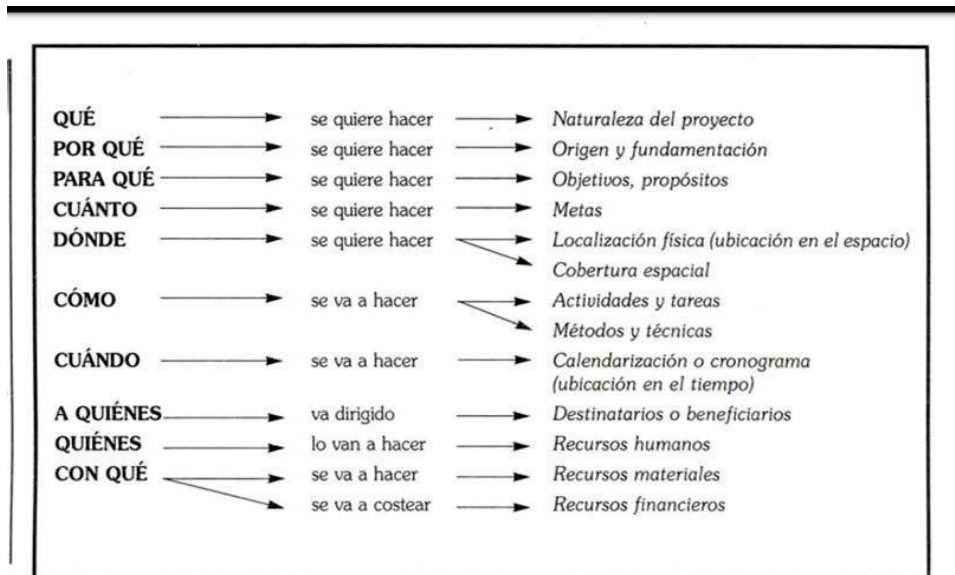 QUÉ se quiere hacer Naturaleza del proyecto
POR QUÉ se quiere hacer Origen y fundamentación
PARA QUÉ se quiere hacer Objetivos, propósitos
CUÁNTO se quiere hacer Metas
DÓNDE se quiere hacer Localización física (ubicación en el espacio)
Cobertura espacial
CÓMO se va a hacer Actividades y tareas
Métodos y técnicas
CUÁNDO se va a hacer Calendarización o cronograma
(ubicación en el tiempo)
A QUIÉNES va dirigido Destinatarios o beneficiarios
QUIÉNES lo van a hacer Recursos humanos
CON QUÉ se va a hacer Recursos materiales
se va a costear Recursos financieros